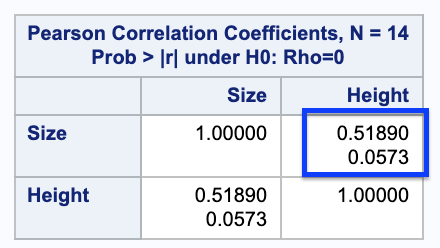 Pearson Correlation Coefficients, N = 14
Prob > |r| under H0: Rho=0
Size Height
Size 1.00000 0.51890
0.0573
Height 0.51890 1.00000
0.0573